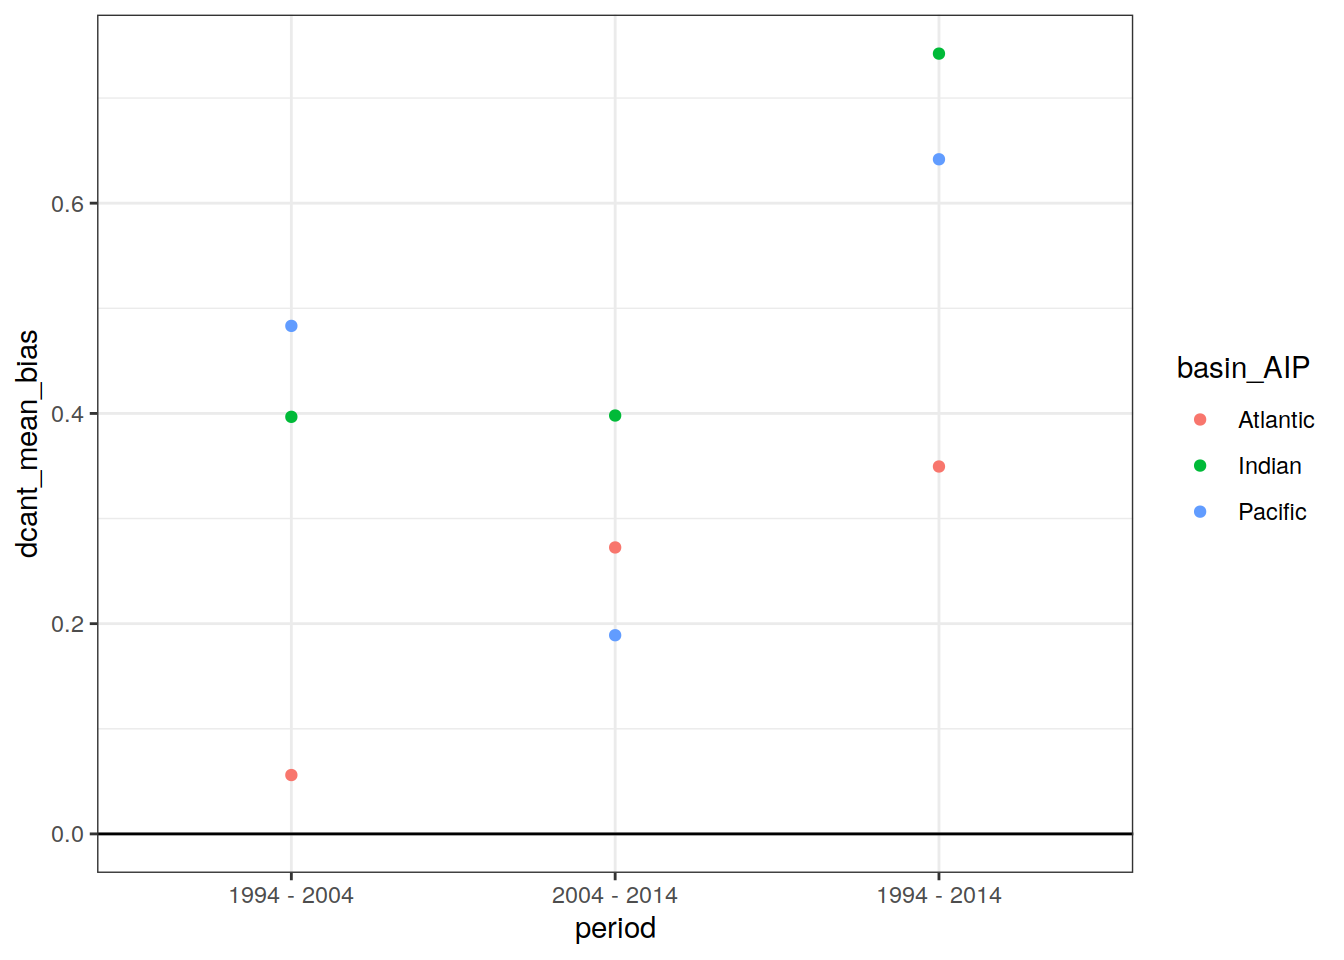 dcant_mean_bias
0.6
0.4
0.2
0.0
1994 - 2004
2004 - 2014
1994 - 2014
period
basin_AIP
Atlantic
Indian
Pacific